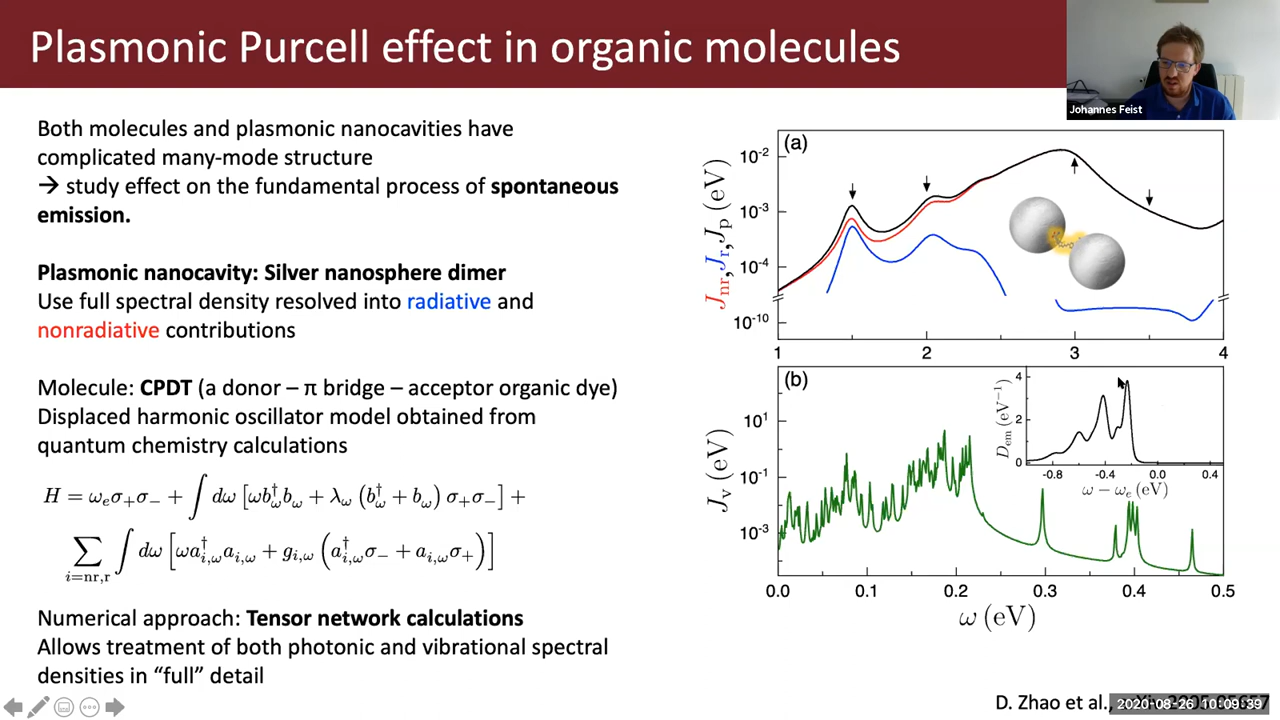 Plasmonic Purcell effect in organic molecules
Johannes Feist
Both molecules and plasmonic nanocavities have
complicated many-mode structure
→ study effect on the fundamental process of spontaneous
emission.
Plasmonic nanocavity: Silver nanosphere dimer
Use full spectral density resolved into radiative and
nonradiative contributions
Molecule: CPDT (a donor – π bridge – acceptor organic dye)
Displaced harmonic oscillator model obtained from
quantum chemistry calculations
H = ω_e σ_+ σ_− + ∫ dω [ω b_ω^† b_ω + λ_ω (b_ω^† + b_ω) σ_+ σ_−] +
∑_{i=nr,r} ∫ dω [ω a_{i,ω}^† a_{i,ω} + g_{i,ω} (a_{i,ω}^† σ_− + a_{i,ω} σ_+)]
Numerical approach: Tensor network calculations
Allows treatment of both photonic and vibrational spectral
densities in “full” detail
(a)
J_nr, J_r, J_p (eV)
10^-2
10^-3
10^-4
10^-10
1 2 3 4
(b)
J_v (eV)
10^1
10^-1
10^-3
0.0 0.1 0.2 0.3 0.4 0.5
ω (eV)
D_em (eV^−1)
4
2
0
-0.8 -0.4 0.0 0.4
ω − ω_e (eV)
D. Zhao et al.,
2020-08-26 10:09:39